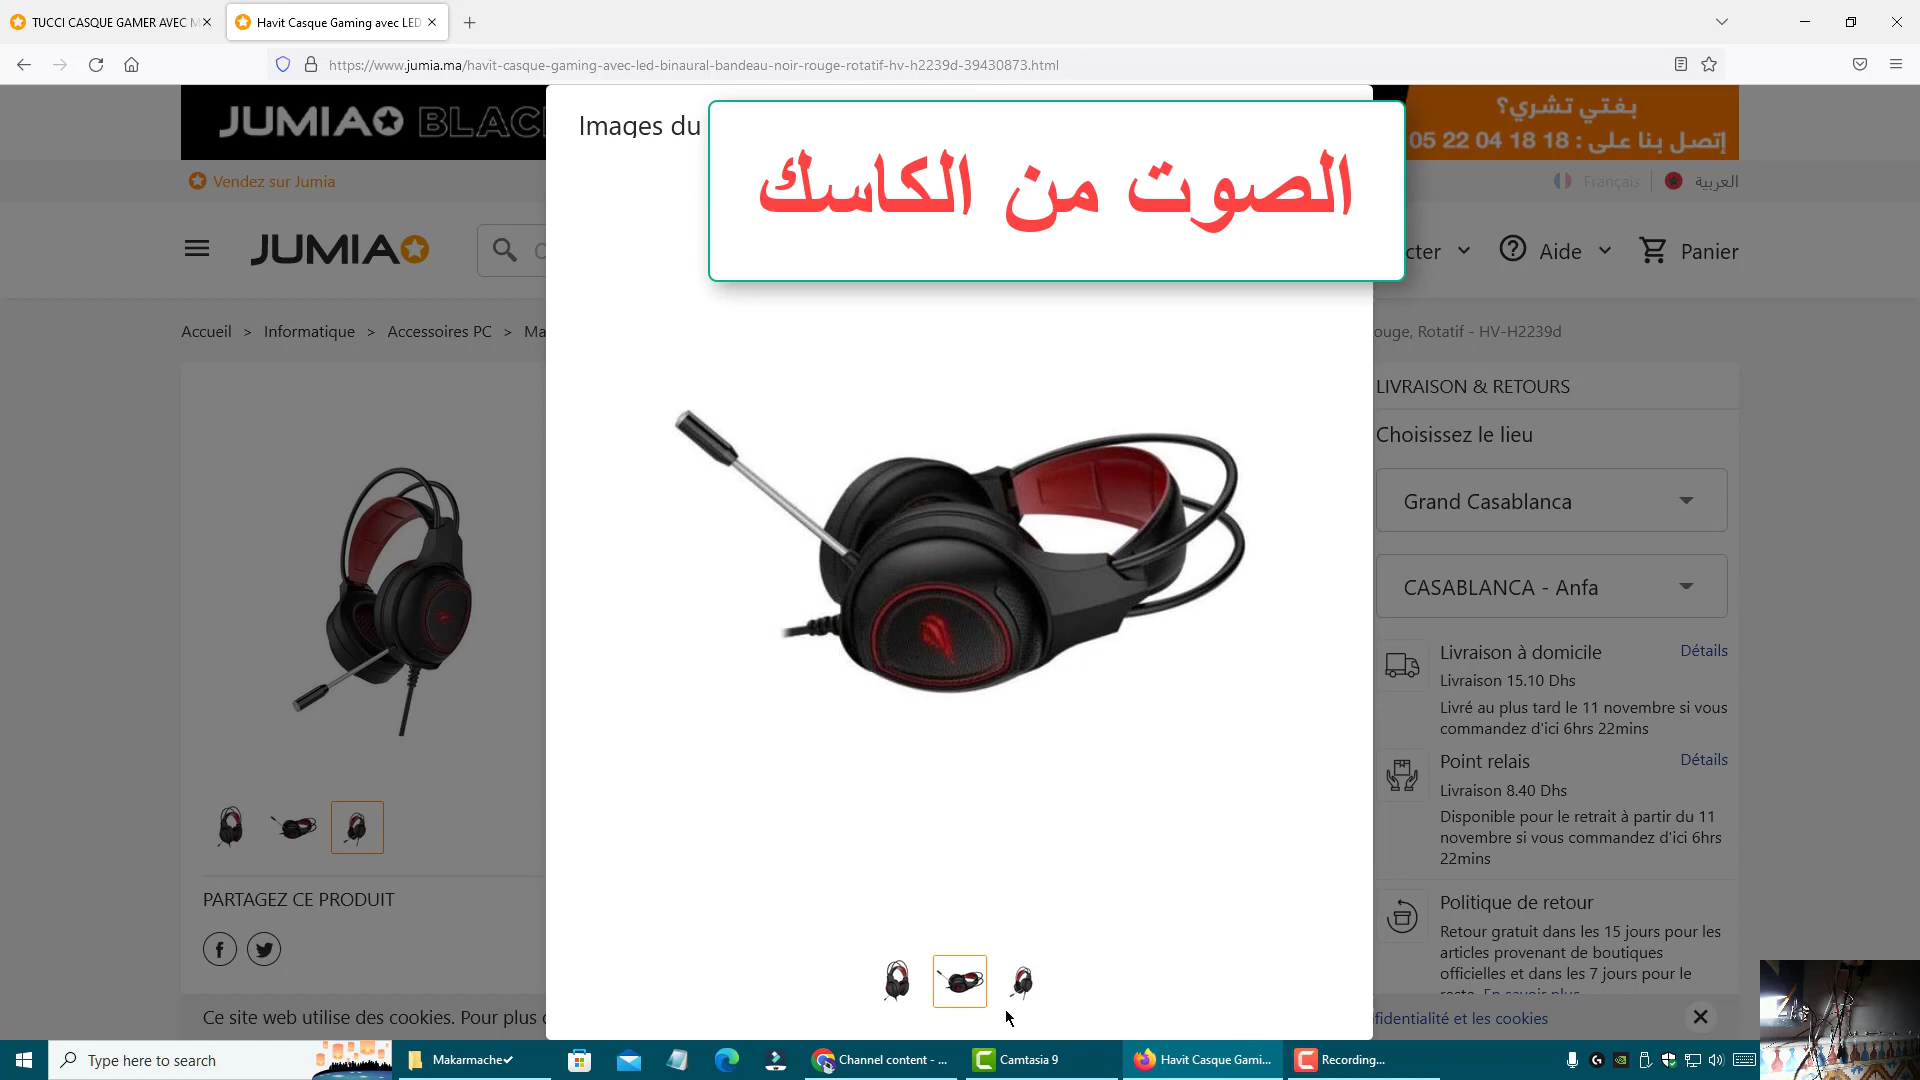 TUCCI CASQUE GAMER AVEC M
Havit Casque Gaming avec LED
https://www.jumia.ma/havit-casque-gaming-avec-led-binaural-bandeau-noir-rouge-rotatif-hv-h2239d-39430873.html
JUMIA BLAC
بغتي تشري؟
إتصل بنا على : 18 18 04 22 05
Images du
الصوت من الكاسك
Vendez sur Jumia
Français
العربية
JUMIA
cter
Aide
Panier
Accueil > Informatique > Accessoires PC > Ma
ouge, Rotatif - HV-H2239d
LIVRAISON & RETOURS
Choisissez le lieu
Grand Casablanca
CASABLANCA - Anfa
Livraison à domicile
Détails
Livraison 15.10 Dhs
Livré au plus tard le 11 novembre si vous
commandez d'ici 6hrs 22mins
Point relais
Détails
Livraison 8.40 Dhs
Disponible pour le retrait à partir du 11
novembre si vous commandez d'ici 6hrs
22mins
PARTAGEZ CE PRODUIT
Politique de retour
Retour gratuit dans les 15 jours pour les
articles provenant de boutiques
officielles et dans les 7 jours pour le
reste. En savoir plus
Ce site web utilise des cookies. Pour plus
fidentialité et les cookies
Type here to search
Makarmache
Channel content - ...
Camtasia 9
Havit Casque Gami...
Recording...